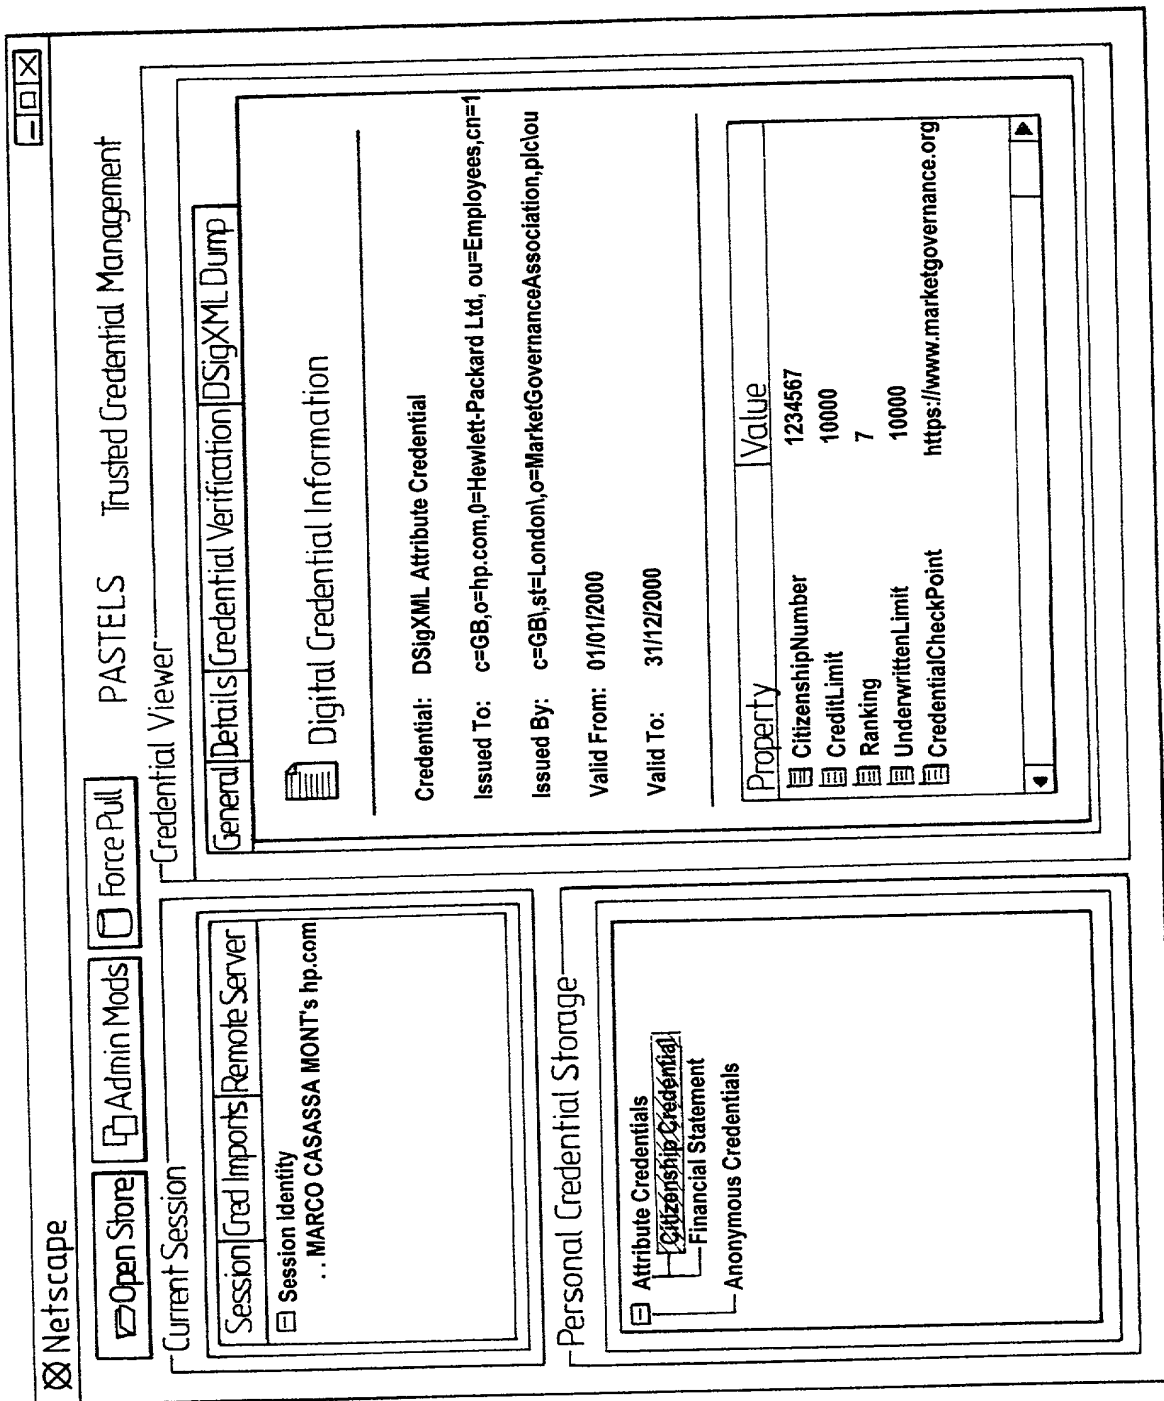 Netscape
Open Store Admin Mods Force Pull PASTELS Trusted Credential Management
Current Session
Session Cred Imports Remote Server
Session Identity
. . MARCO CASASSA MONT's hp.com
Personal Credential Storage
Attribute Credentials
Citizenship Credential
Financial Statement
Anonymous Credentials
Credential Viewer
General Details Credential Verification DSigXML Dump
Digital Credential Information
Credential: DSigXML Attribute Credential
Issued To: c=GB,o=hp.com,0=Hewlett-Packard Ltd, ou=Employees,cn=1
Issued By: c=GB\,st=London\,o=MarketGovernanceAssociation,plc\ou
Valid From: 01/01/2000
Valid To: 31/12/2000
Property Value
CitizenshipNumber 1234567
CreditLimit 10000
Ranking 7
UnderwrittenLimit 10000
CredentialCheckPoint https://www.marketgovernance.org